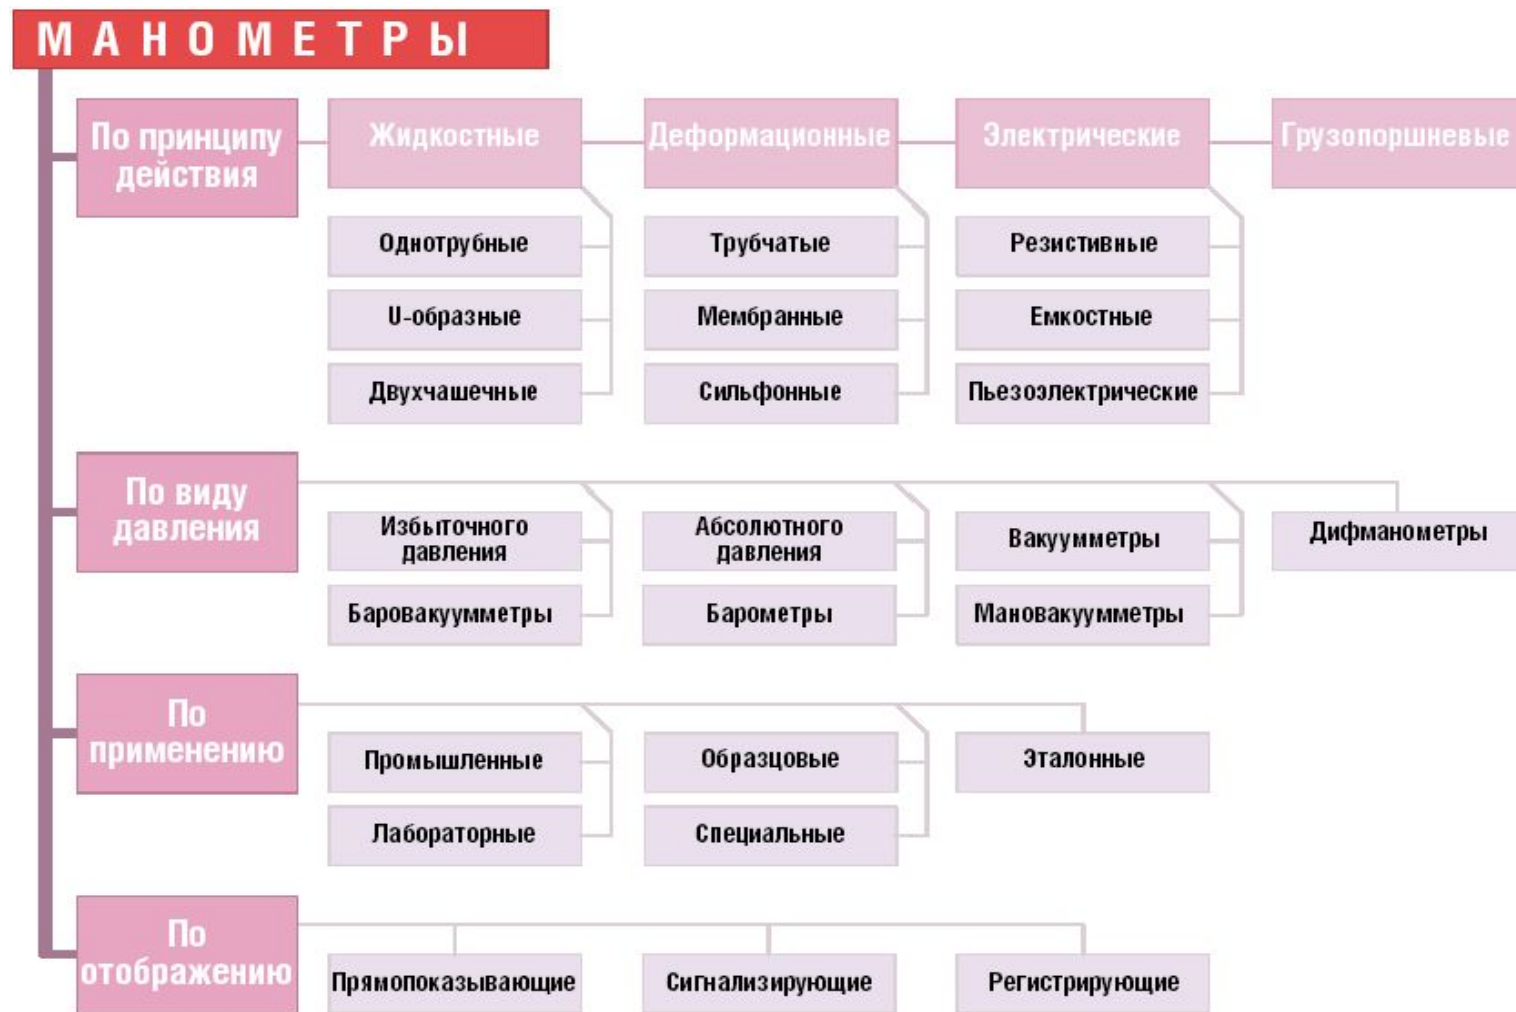 МАНОМЕТРЫ
По принципу
действия
Жидкостные
Деформационные
Электрические
Грузопоршневые
Однотрубные
Трубчатые
Резистивные
U-образные
Мембранные
Емкостные
Двухчашечные
Сильфонные
Пьезоэлектрические
По виду
давления
Избыточного
давления
Абсолютного
давления
Вакуумметры
Дифманометры
Баровакуумметры
Барометры
Мановакуумметры
По
применению
Промышленные
Образцовые
Эталонные
Лабораторные
Специальные
По
отображению
Прямопоказывающие
Сигнализирующие
Регистрирующие